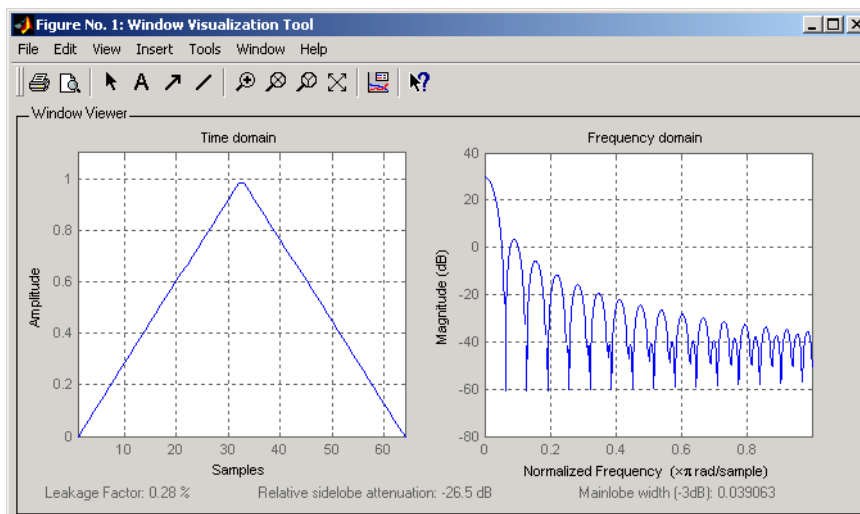 Figure No. 1: Window Visualization Tool
File Edit View Insert Tools Window Help
A
?
Window Viewer
Time domain
1
0.8
0.6
0.4
0.2
0
10 20 30 40 50 60
Amplitude
Samples
Frequency domain
40
20
0
-20
-40
-60
-80
0 0.2 0.4 0.6 0.8
Magnitude (dB)
Normalized Frequency (×π rad/sample)
Leakage Factor: 0.28 % Relative sidelobe attenuation: -26.5 dB Mainlobe width (-3dB): 0.039063